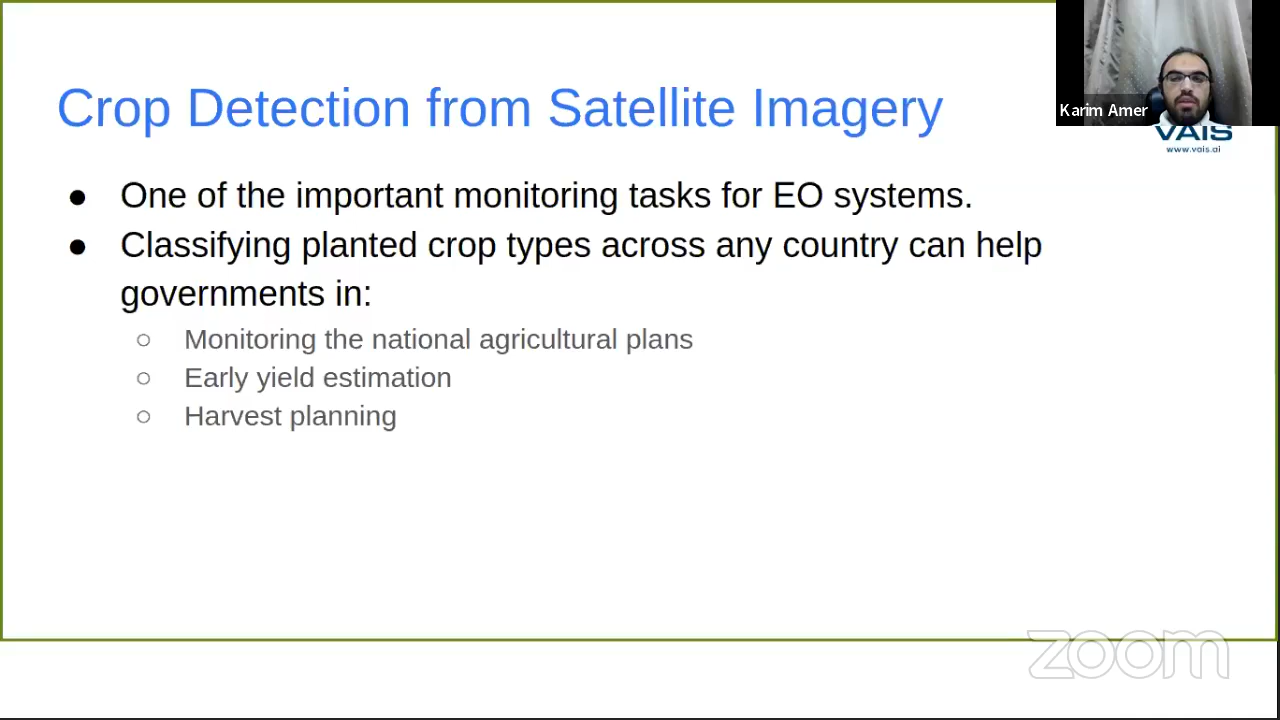 Crop Detection from Satellite Imagery
Karim Amer
VAIS
www.vais.ai
● One of the important monitoring tasks for EO systems.
● Classifying planted crop types across any country can help
governments in:
○ Monitoring the national agricultural plans
○ Early yield estimation
○ Harvest planning
zoom